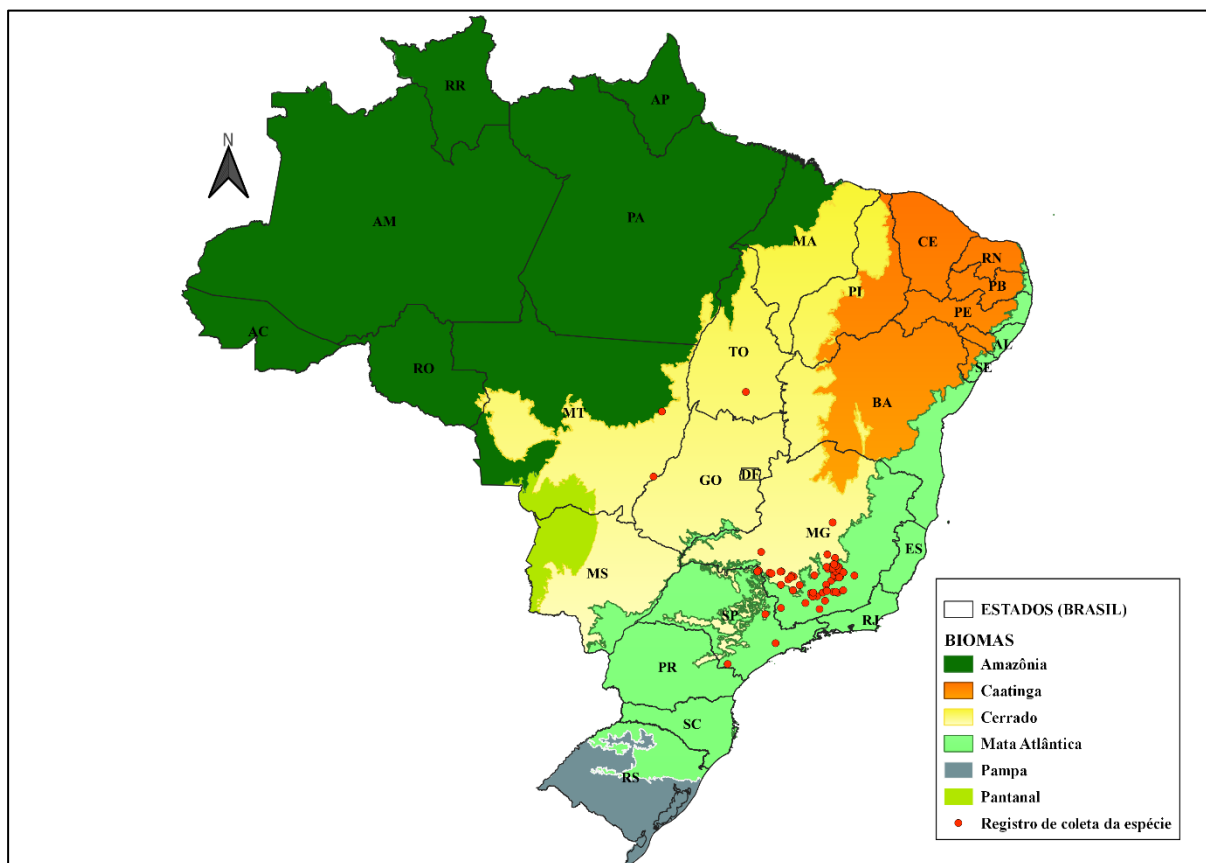 RR
AP
N
AM
PA
MA
CE
RN
PB
PI
PE
AC
AL
SE
TO
RO
BA
MT
DF
GO
MG
ES
MS
SP
RJ
PR
SC
RS
ESTADOS (BRASIL)
BIOMAS
Amazônia
Caatinga
Cerrado
Mata Atlântica
Pampa
Pantanal
Registro de coleta da espécie